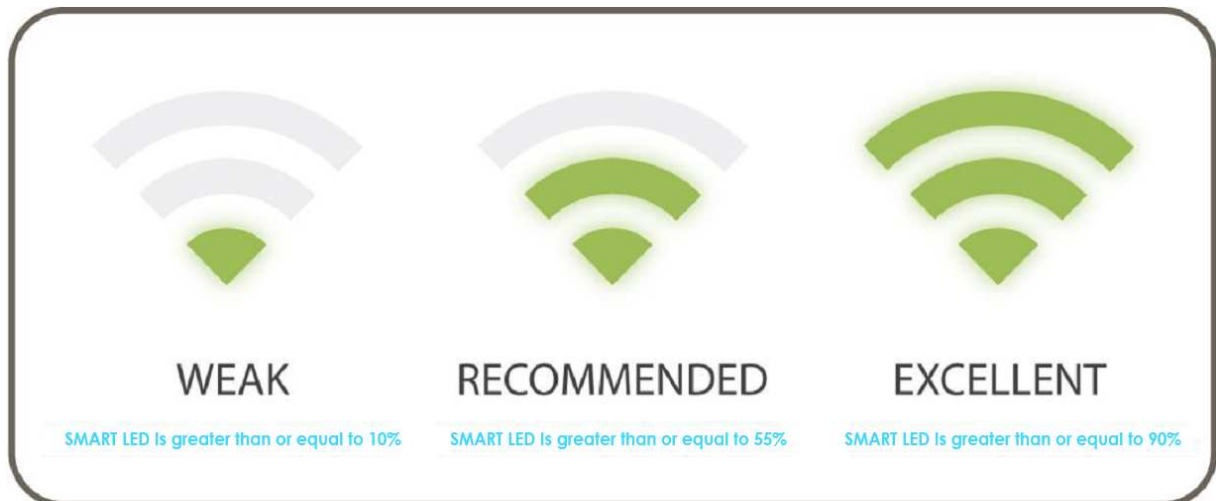 WEAK
RECOMMENDED
EXCELLENT
SMART LED Is greater than or equal to 10%
SMART LED Is greater than or equal to 55%
SMART LED Is greater than or equal to 90%